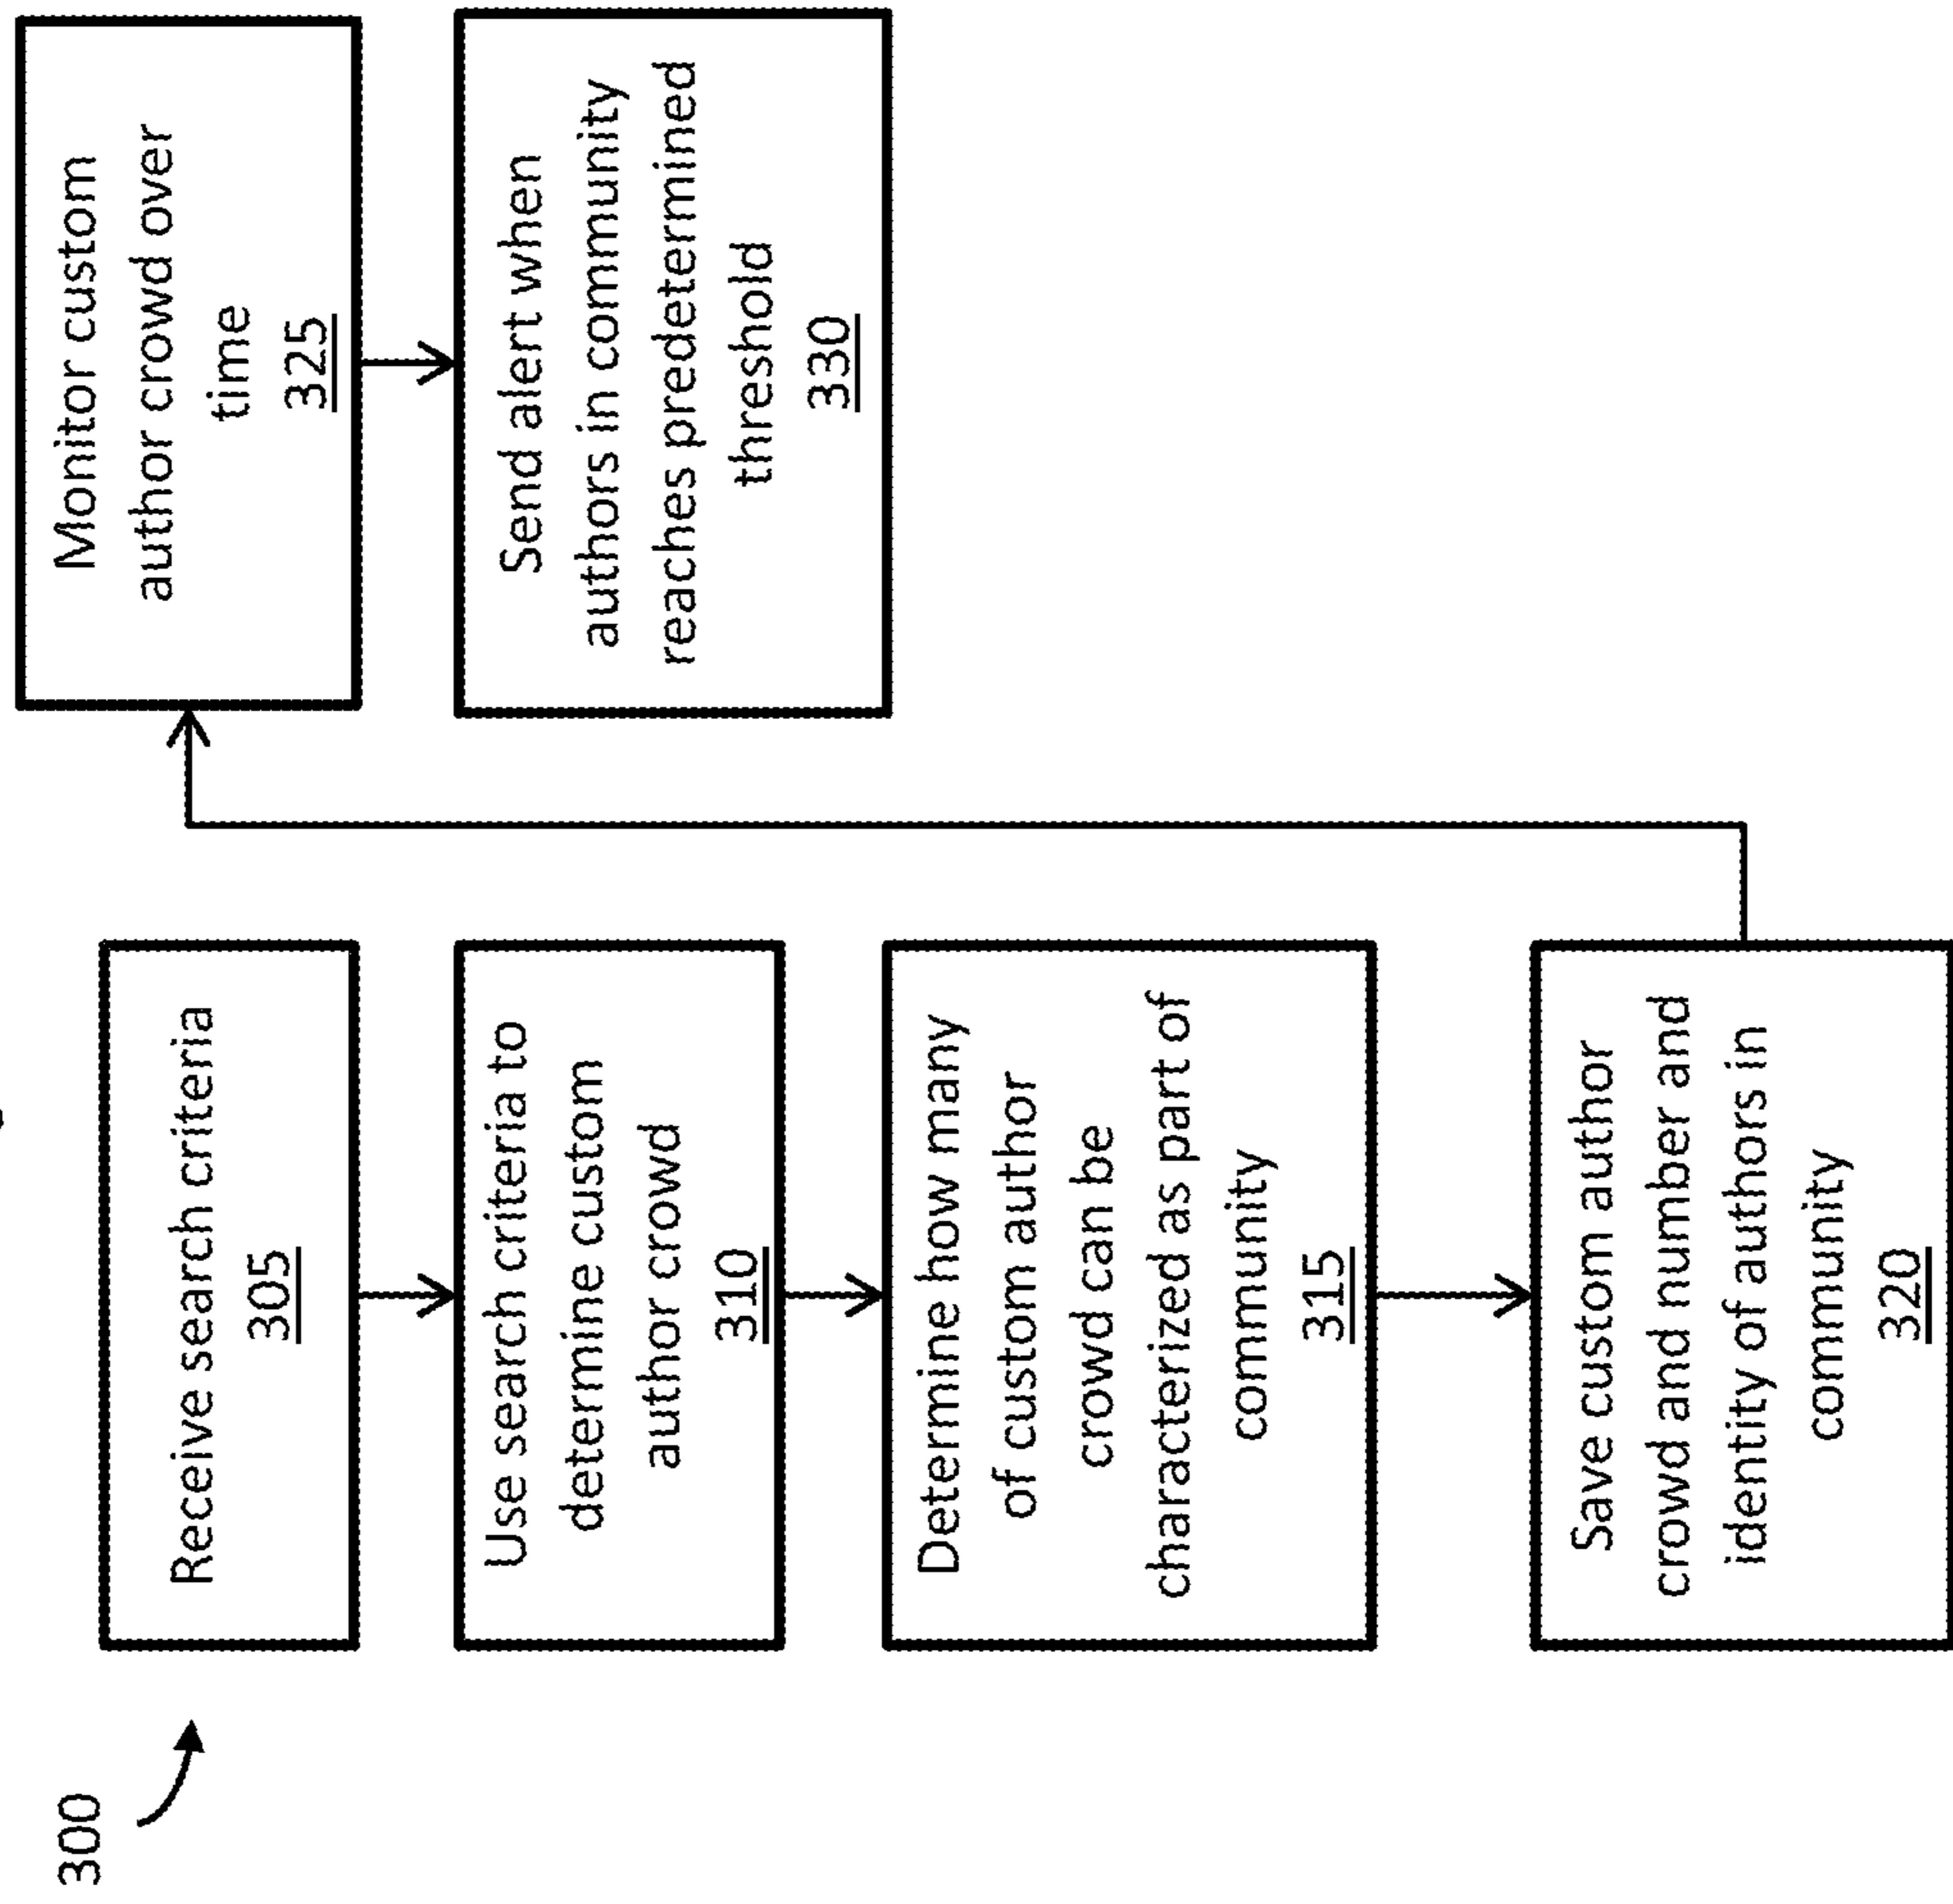 300
Receive search criteria
305
Use search criteria to
determine custom
author crowd
310
Determine how many
of custom author
crowd can be
characterized as part of
community
315
Save custom author
crowd and number and
identity of authors in
community
320
Monitor custom
author crowd over
time
325
Send alert when
authors in community
reaches predetermined
threshold
330